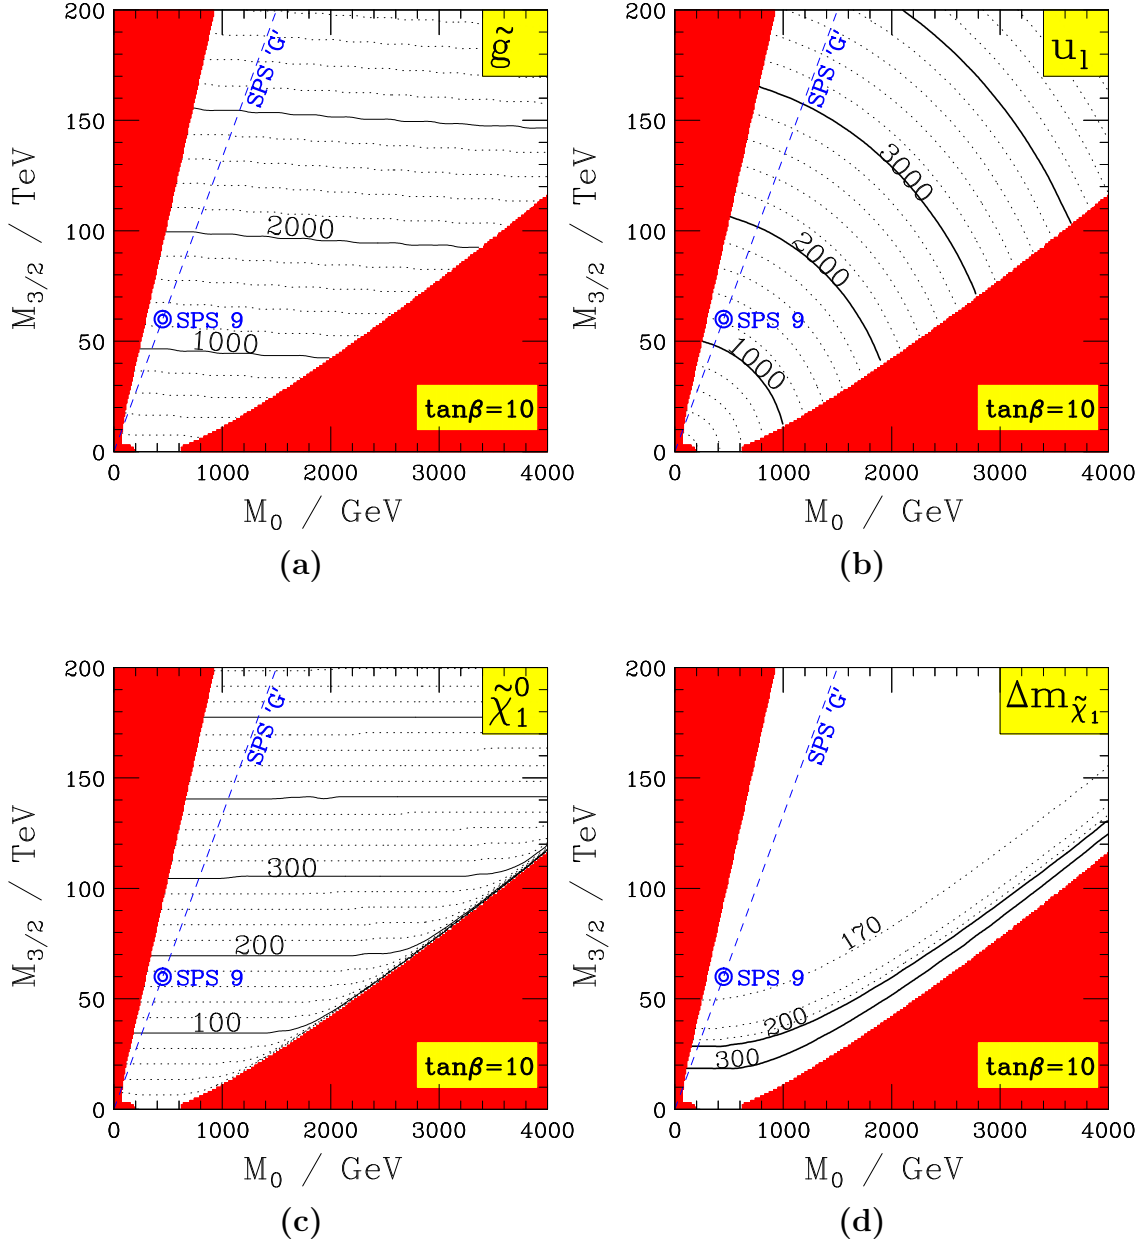 g̃
SPS 'G'
2000
SPS 9
1000
tanβ=10
200
150
100
50
0
0 1000 2000 3000 4000
M3/2 / TeV
M0 / GeV
(a)
ul
SPS 'G'
3000
2000
SPS 9
1000
tanβ=10
200
150
100
50
0
0 1000 2000 3000 4000
M3/2 / TeV
M0 / GeV
(b)
χ̃⁰₁
SPS 'G'
300
200
SPS 9
100
tanβ=10
200
150
100
50
0
0 1000 2000 3000 4000
M3/2 / TeV
M0 / GeV
(c)
Δmχ̃₁
SPS 'G'
170
SPS 9
200
300
tanβ=10
200
150
100
50
0
0 1000 2000 3000 4000
M3/2 / TeV
M0 / GeV
(d)